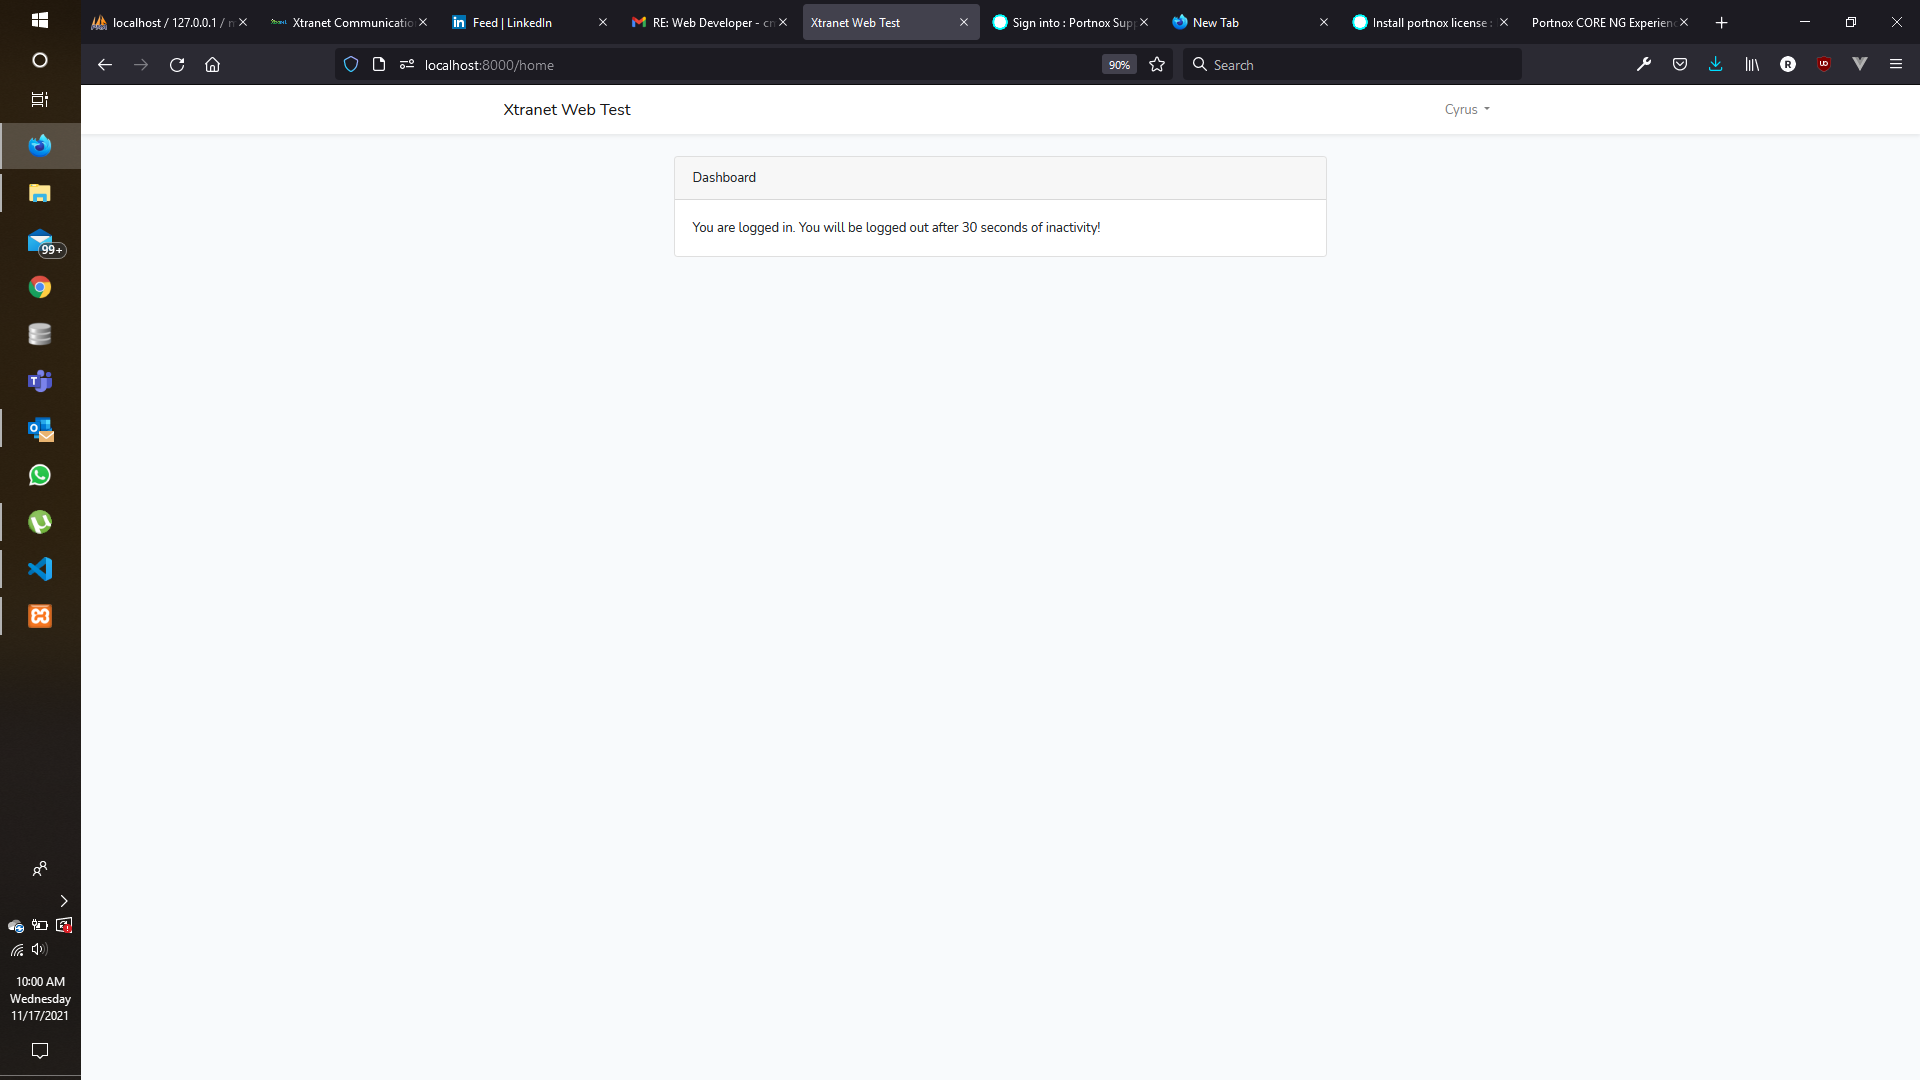 localhost / 127.0.0.1 /
Xtranet Communicatio
Feed | LinkedIn
RE: Web Developer - cn
Xtranet Web Test
Sign into : Portnox Sup
New Tab
Install portnox license :
Portnox CORE NG Experienc
localhost:8000/home
90%
Search
Xtranet Web Test
Cyrus
Dashboard
You are logged in. You will be logged out after 30 seconds of inactivity!
99+
10:00 AM
Wednesday
11/17/2021